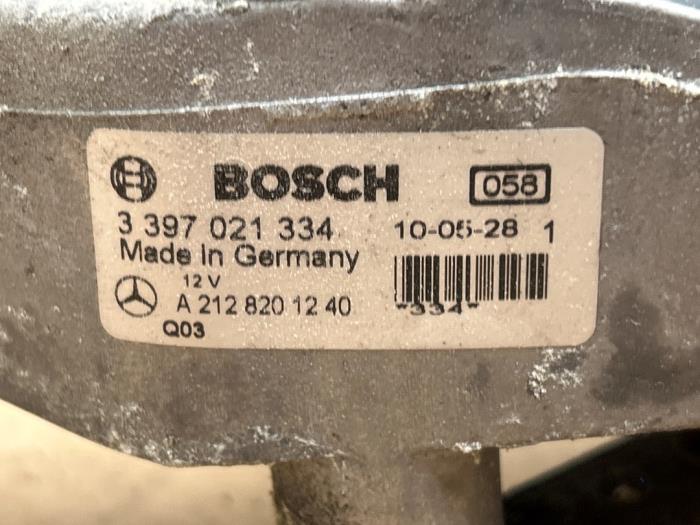 BOSCH 058
3 397 021 334 10-05-28 1
Made in Germany
12 V
A 212 820 12 40
"334"
Q03